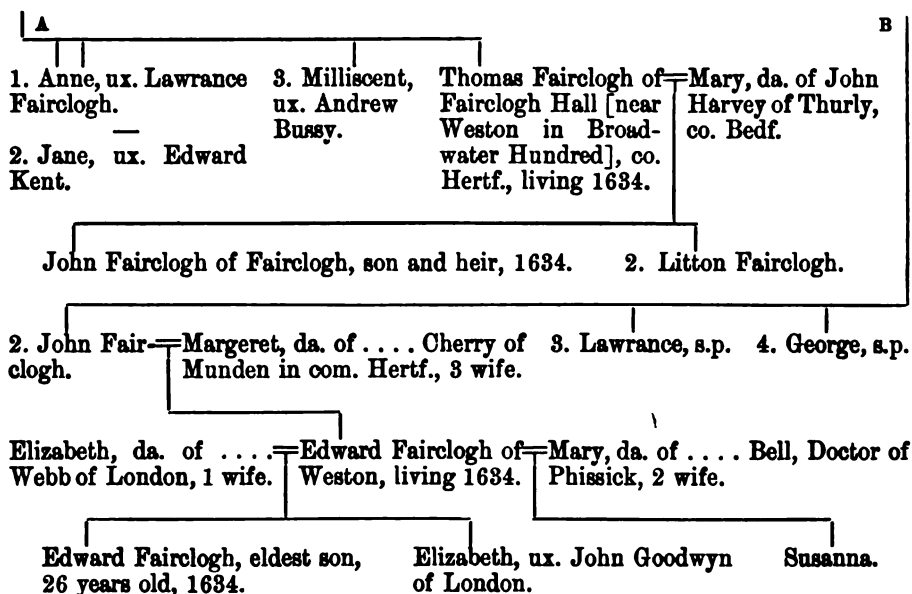 A B
1. Anne, ux. Lawrance
Fairclogh.
2. Jane, ux. Edward
Kent.
3. Milliscent,
ux. Andrew
Bussy.
Thomas Fairclogh of
Fairclogh Hall [near
Weston in Broad-
water Hundred], co.
Hertf., living 1634.
Mary, da. of John
Harvey of Thurly,
co. Bedf.
John Fairclogh of Fairclogh, son and heir, 1634.
2. Litton Fairclogh.
2. John Fair-
clogh.
Margeret, da. of .... Cherry of
Munden in com. Hertf., 3 wife.
3. Lawrance, s.p.
4. George, s.p.
Elizabeth, da. of ....
Webb of London, 1 wife.
Edward Fairclogh of
Weston, living 1634.
Mary, da. of .... Bell, Doctor of
Phissick, 2 wife.
Edward Fairclogh, eldest son,
26 years old, 1634.
Elizabeth, ux. John Goodwyn
of London.
Susanna.